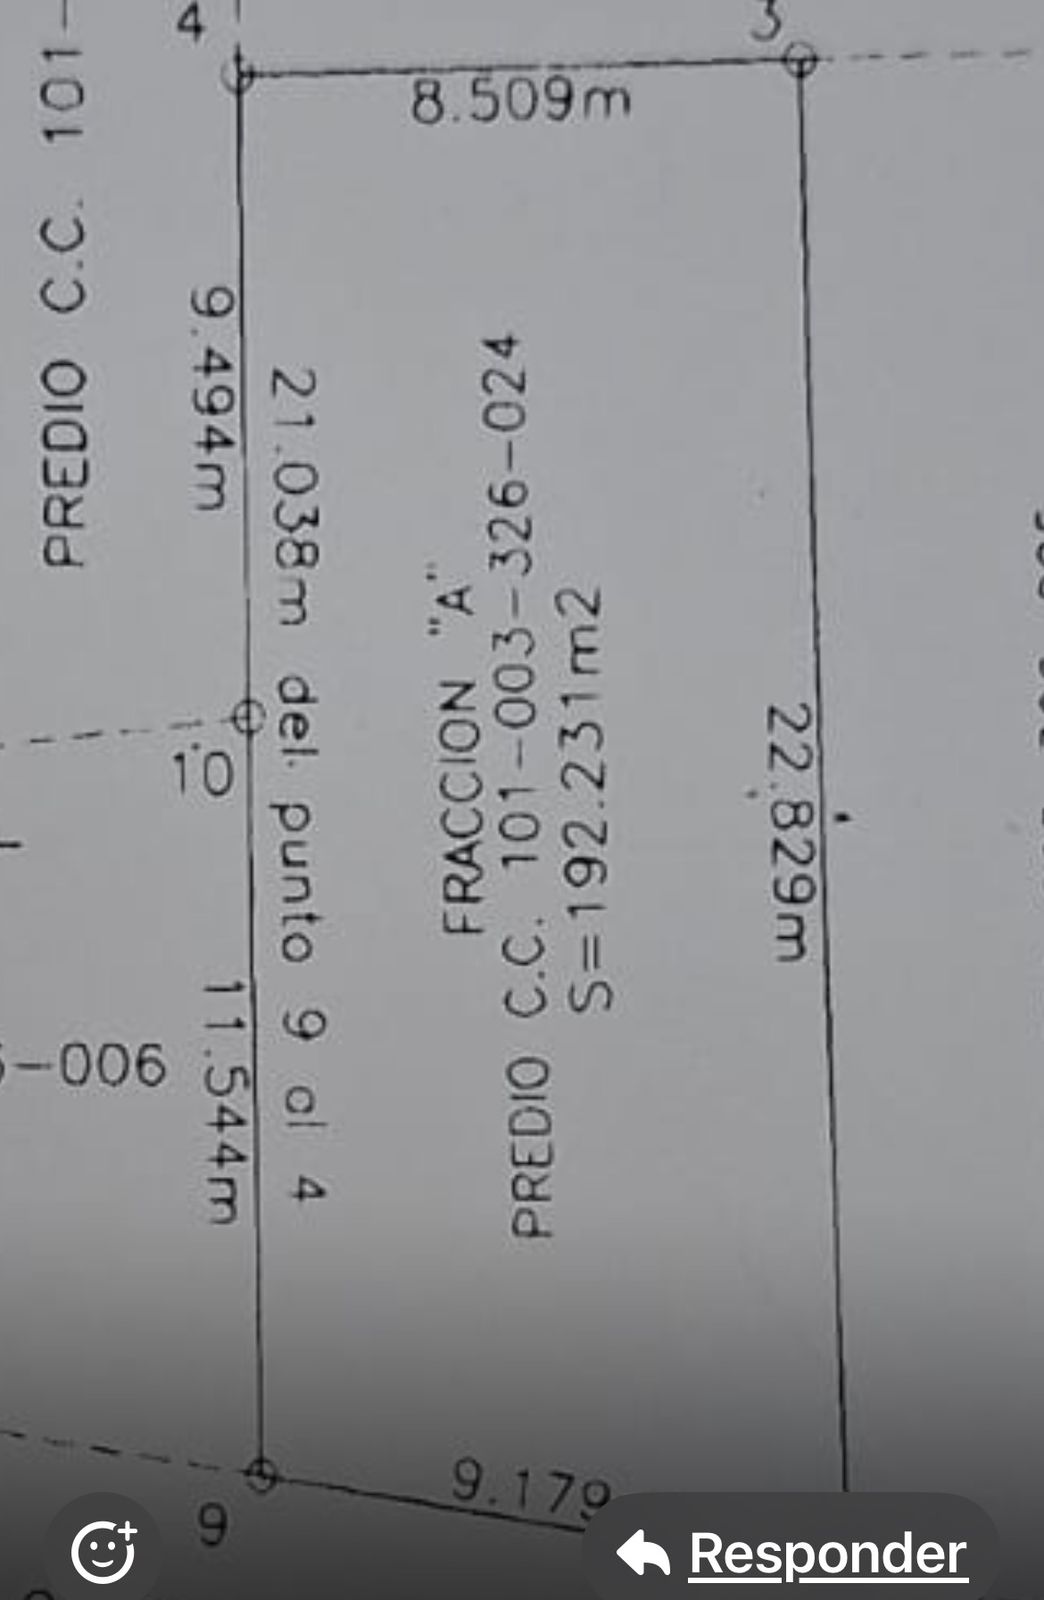 4
3
8.509m
PREDIO C.C. 101-
9.494m
21.038m del punto 9 al 4
FRACCION "A"
PREDIO C.C. 101-003-326-024
S=192.231m2
22.829m
10
11.544m
-006
9.179
9
Responder